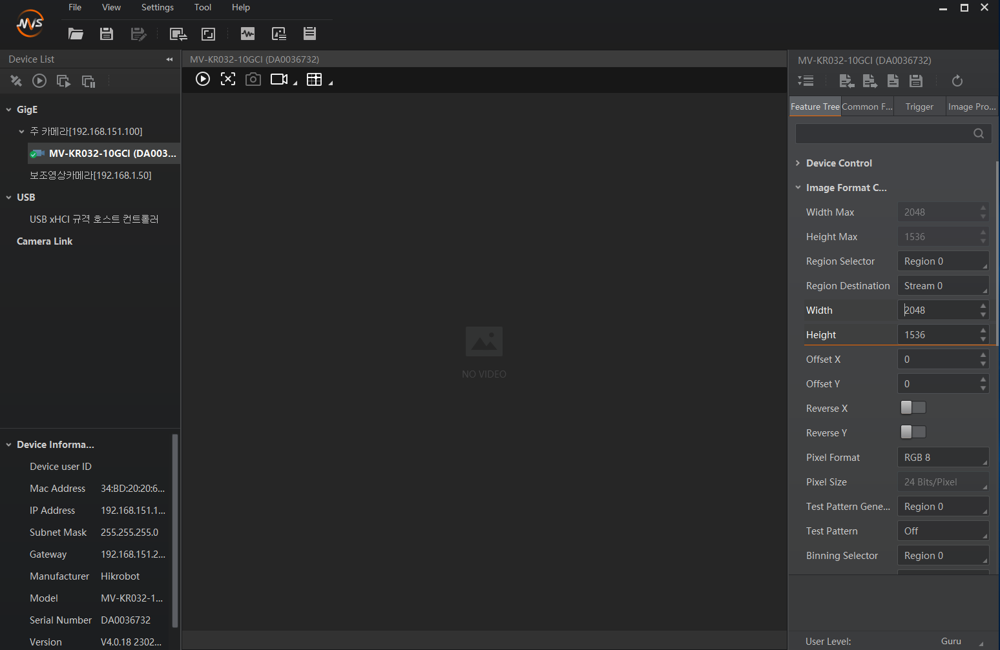 MVS
File View Settings Tool Help
Device List
MV-KR032-10GCI (DA0036732)
MV-KR032-10GCI (DA0036732)
GigE
주 카메라[192.168.151.100]
MV-KR032-10GCI (DA003...
보조영상카메라[192.168.1.50]
USB
USB xHCI 규격 호스트 컨트롤러
Camera Link
Device Informa...
Device user ID
Mac Address 34:BD:20:20:6...
IP Address 192.168.151.1...
Subnet Mask 255.255.255.0
Gateway 192.168.151.2...
Manufacturer Hikrobot
Model MV-KR032-1...
Serial Number DA0036732
Version V4.0.18 2302...
NO VIDEO
Feature Tree Common F... Trigger Image Pro...
Device Control
Image Format C...
Width Max 2048
Height Max 1536
Region Selector Region 0
Region Destination Stream 0
Width 2048
Height 1536
Offset X 0
Offset Y 0
Reverse X
Reverse Y
Pixel Format RGB 8
Pixel Size 24 Bits/Pixel
Test Pattern Gene... Region 0
Test Pattern Off
Binning Selector Region 0
User Level: Guru